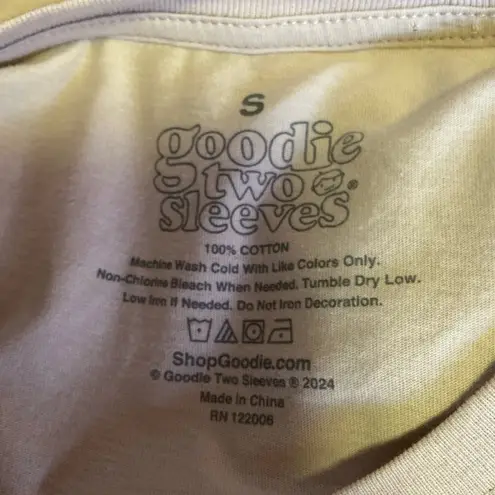 S
goodie
two
sleeves®
100% COTTON
Machine Wash Cold With Like Colors Only.
Non-Chlorine Bleach When Needed. Tumble Dry Low.
Low Iron If Needed. Do Not Iron Decoration.
ShopGoodie.com
© Goodie Two Sleeves ® 2024
Made in China
RN 122006